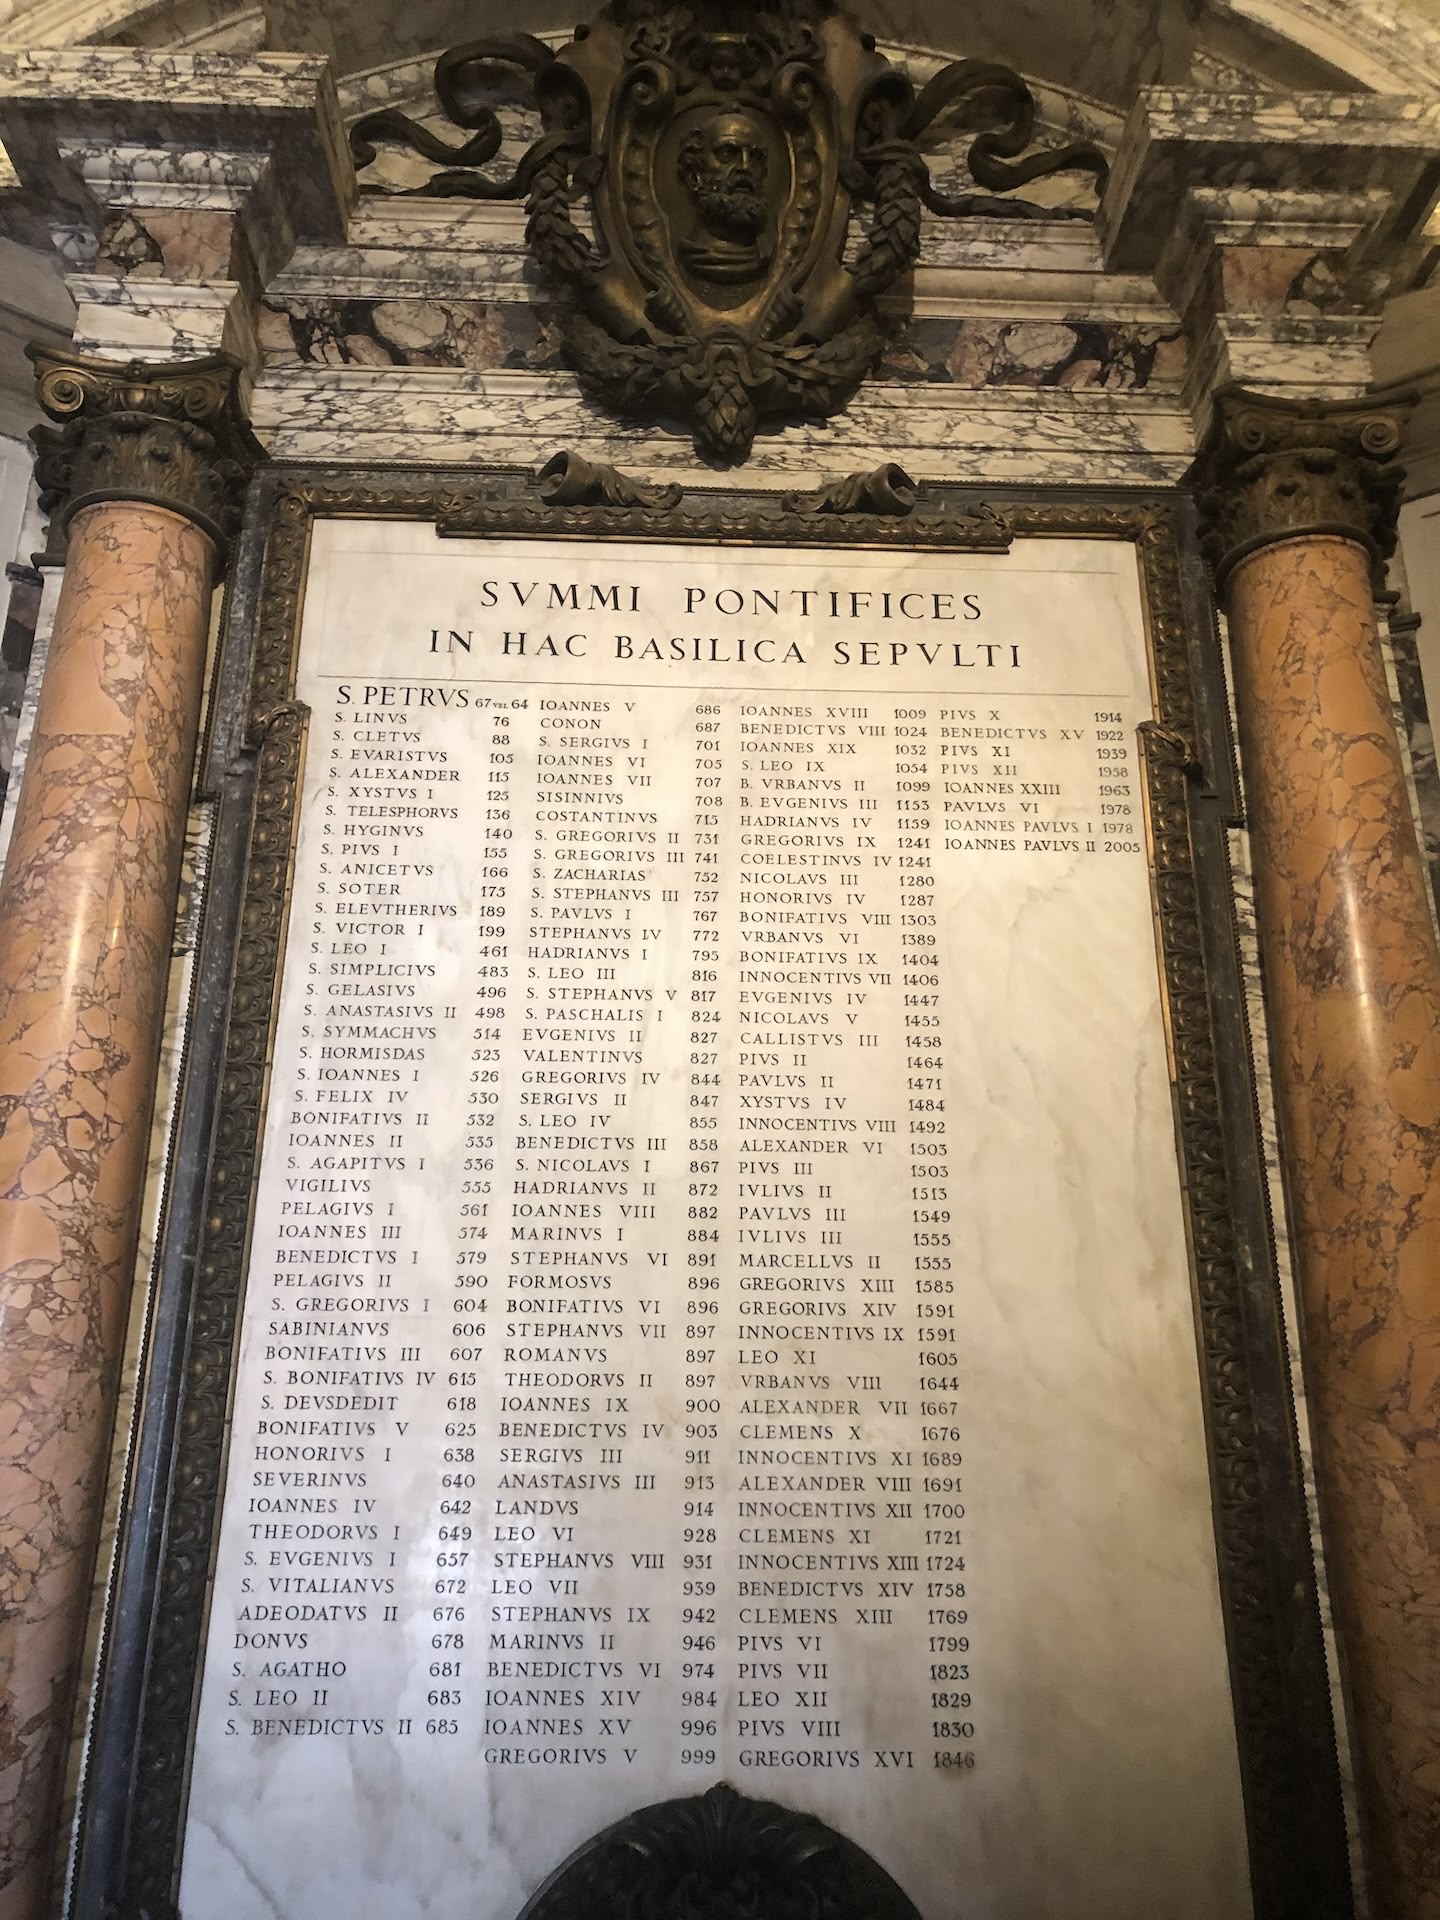 SVMMI PONTIFICES
IN HAC BASILICA SEPVLTI
S. PETRVS 67 VEL 64
S. LINVS 76
S. CLETVS 88
S. EVARISTVS 105
S. ALEXANDER 115
S. XYSTVS I 125
S. TELESPHORVS 136
S. HYGINVS 140
S. PIVS I 155
S. ANICETVS 166
S. SOTER 175
S. ELEVTHERIVS 189
S. VICTOR I 199
S. LEO I 461
S. SIMPLICIVS 483
S. GELASIVS 496
S. ANASTASIVS II 498
S. SYMMACHVS 514
S. HORMISDAS 523
S. IOANNES I 526
S. FELIX IV 530
BONIFATIVS II 532
IOANNES II 535
S. AGAPITVS I 536
VIGILIVS 555
PELAGIVS I 561
IOANNES III 574
BENEDICTVS I 579
PELAGIVS II 590
S. GREGORIVS I 604
SABINIANVS 606
BONIFATIVS III 607
S. BONIFATIVS IV 615
S. DEVSDEDIT 618
BONIFATIVS V 625
HONORIVS I 638
SEVERINVS 640
IOANNES IV 642
THEODORVS I 649
S. EVGENIVS I 657
S. VITALIANVS 672
ADEODATVS II 676
DONVS 678
S. AGATHO 681
S. LEO II 683
S. BENEDICTVS II 685
IOANNES V 686
CONON 687
S. SERGIVS I 701
IOANNES VI 705
IOANNES VII 707
SISINNIVS 708
COSTANTINVS 715
S. GREGORIVS II 731
S. GREGORIVS III 741
S. ZACHARIAS 752
S. STEPHANVS III 757
S. PAVLVS I 767
STEPHANVS IV 772
HADRIANVS I 795
S. LEO III 816
S. STEPHANVS V 817
S. PASCHALIS I 824
EVGENIVS II 827
VALENTINVS 827
GREGORIVS IV 844
SERGIVS II 847
S. LEO IV 855
BENEDICTVS III 858
S. NICOLAVS I 867
HADRIANVS II 872
IOANNES VIII 882
MARINVS I 884
STEPHANVS VI 891
FORMOSVS 896
BONIFATIVS VI 896
STEPHANVS VII 897
ROMANVS 897
THEODORVS II 897
IOANNES IX 900
BENEDICTVS IV 903
SERGIVS III 911
ANASTASIVS III 913
LANDVS 914
LEO VI 928
STEPHANVS VIII 931
LEO VII 939
STEPHANVS IX 942
MARINVS II 946
BENEDICTVS VI 974
IOANNES XIV 984
IOANNES XV 996
GREGORIVS V 999
IOANNES XVIII 1009
BENEDICTVS VIII 1024
IOANNES XIX 1032
S. LEO IX 1054
B. VRBANVS II 1099
B. EVGENIVS III 1153
HADRIANVS IV 1159
GREGORIVS IX 1241
COELESTINVS IV 1241
NICOLAVS III 1280
HONORIVS IV 1287
BONIFATIVS VIII 1303
VRBANVS VI 1389
BONIFATIVS IX 1404
INNOCENTIVS VII 1406
EVGENIVS IV 1447
NICOLAVS V 1455
CALLISTVS III 1458
PIVS II 1464
PAVLVS II 1471
XYSTVS IV 1484
INNOCENTIVS VIII 1492
ALEXANDER VI 1503
PIVS III 1503
IVLIVS II 1513
PAVLVS III 1549
IVLIVS III 1555
MARCELLVS II 1555
GREGORIVS XIII 1585
GREGORIVS XIV 1591
INNOCENTIVS IX 1591
LEO XI 1605
VRBANVS VIII 1644
ALEXANDER VII 1667
CLEMENS X 1676
INNOCENTIVS XI 1689
ALEXANDER VIII 1691
INNOCENTIVS XII 1700
CLEMENS XI 1721
INNOCENTIVS XIII 1724
BENEDICTVS XIV 1758
CLEMENS XIII 1769
PIVS VI 1799
PIVS VII 1823
LEO XII 1829
PIVS VIII 1830
GREGORIVS XVI 1846
PIVS X 1914
BENEDICTVS XV 1922
PIVS XI 1939
PIVS XII 1958
IOANNES XXIII 1963
PAVLVS VI 1978
IOANNES PAVLVS I 1978
IOANNES PAVLVS II 2005